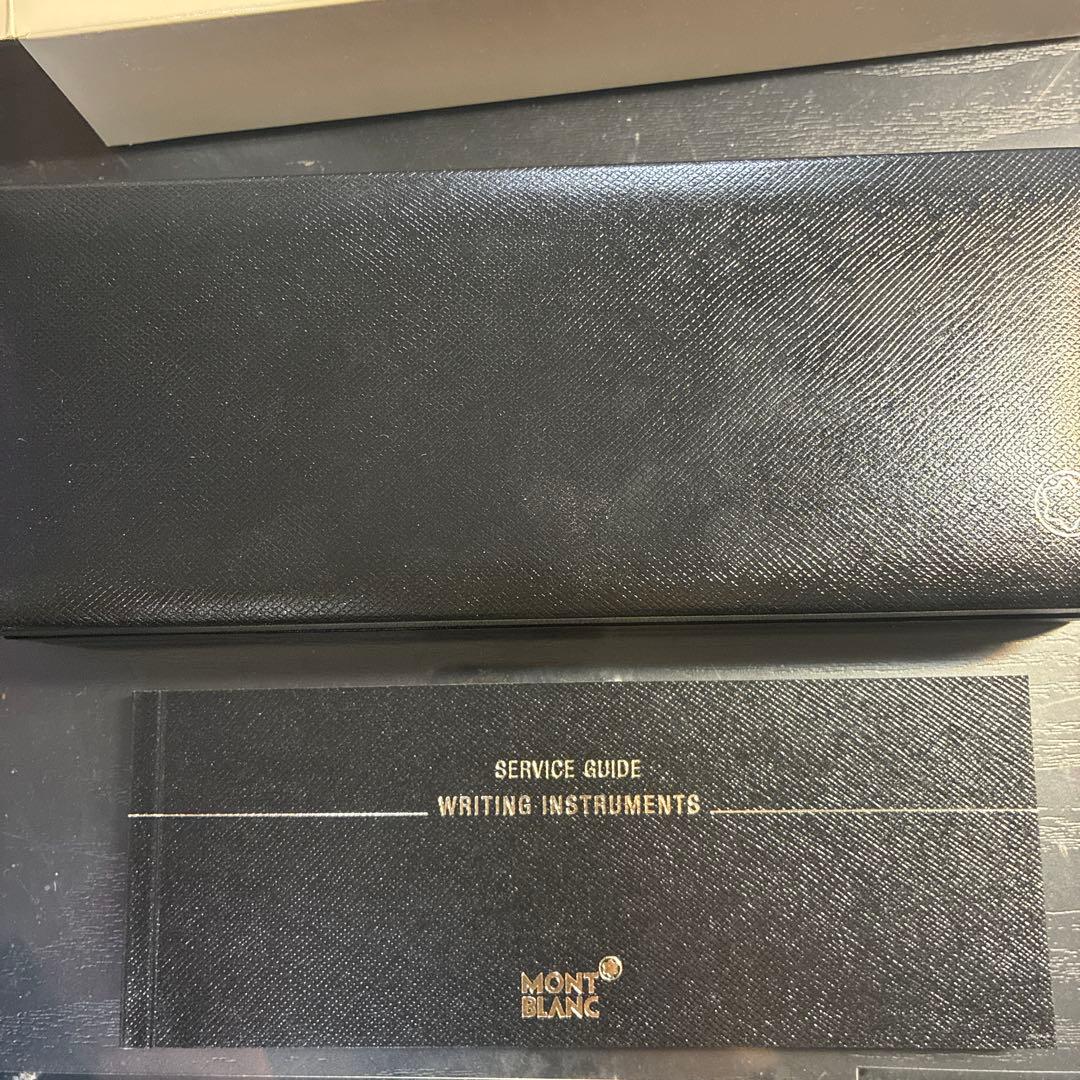 SERVICE GUIDE
WRITING INSTRUMENTS
MONT
BLANC